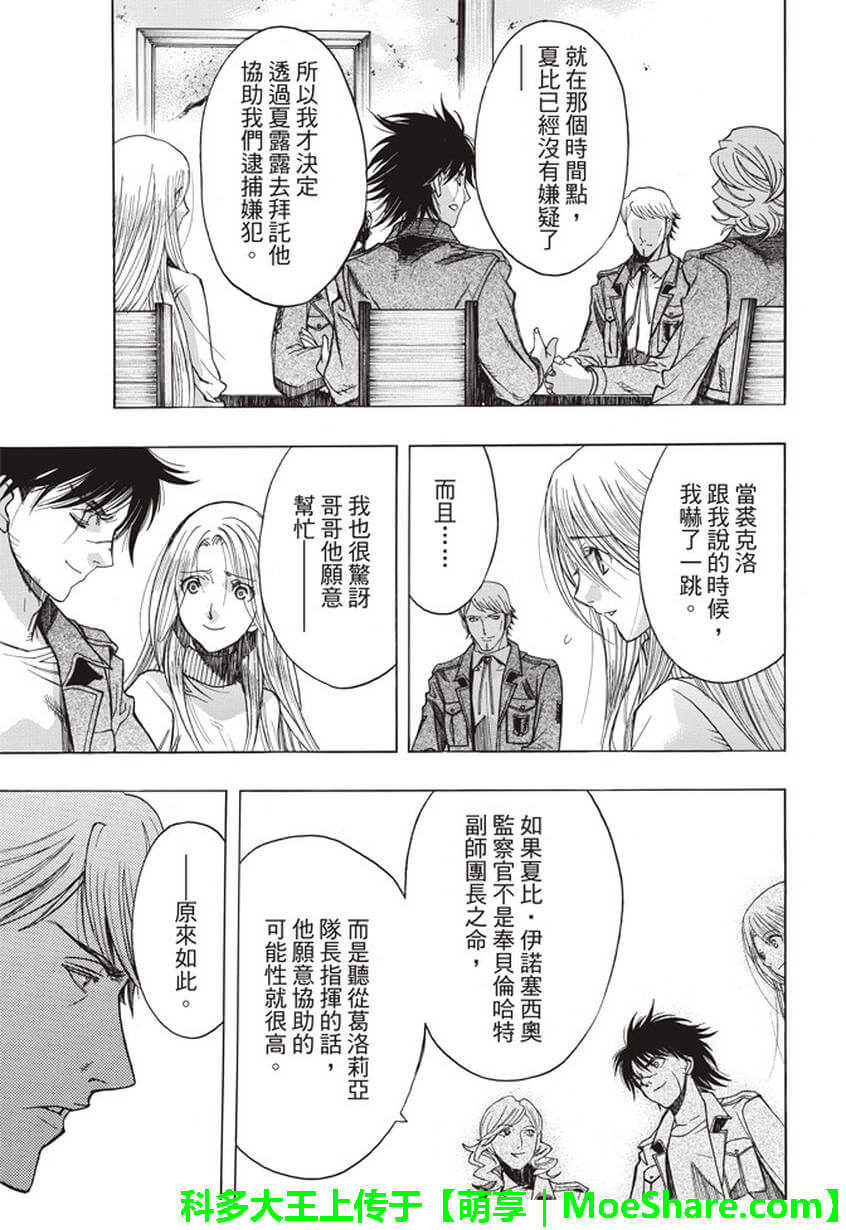 就在那個時間點，
夏比已經沒有嫌疑了
——
所以我才決定
透過夏露露去拜託他
協助我們逮捕嫌犯。
當裘克洛
跟我說的時候，
我嚇了一跳。
而且……
我也很驚訝
哥哥他願意
幫忙——
如果夏比·伊諾塞西奧
監察官不是奉貝倫哈特
副師團長之命，
而是聽從葛洛莉亞
隊長指揮的話，
他願意協助的
可能性就很高。
——原來如此。
科多大王上传于【萌享｜MoeShare.com】